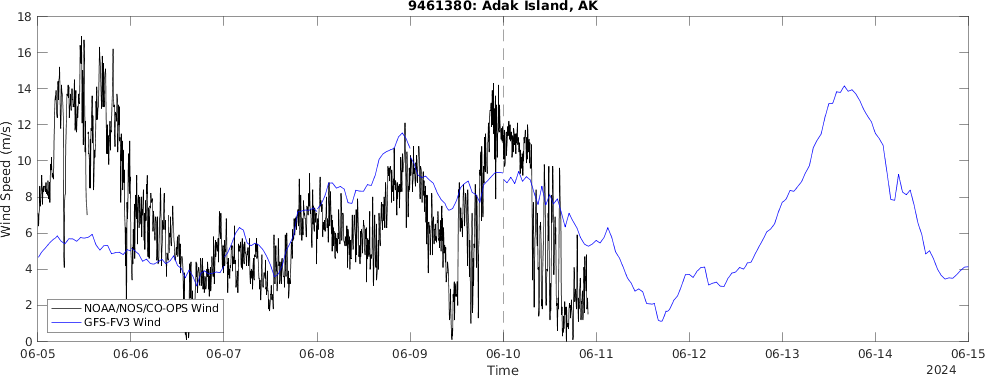 9461380: Adak Island, AK
18
16
14
12
10
8
6
4
2
0
Wind Speed (m/s)
NOAA/NOS/CO-OPS Wind
GFS-FV3 Wind
06-05 06-06 06-07 06-08 06-09 06-10 06-11 06-12 06-13 06-14 06-15
Time
2024